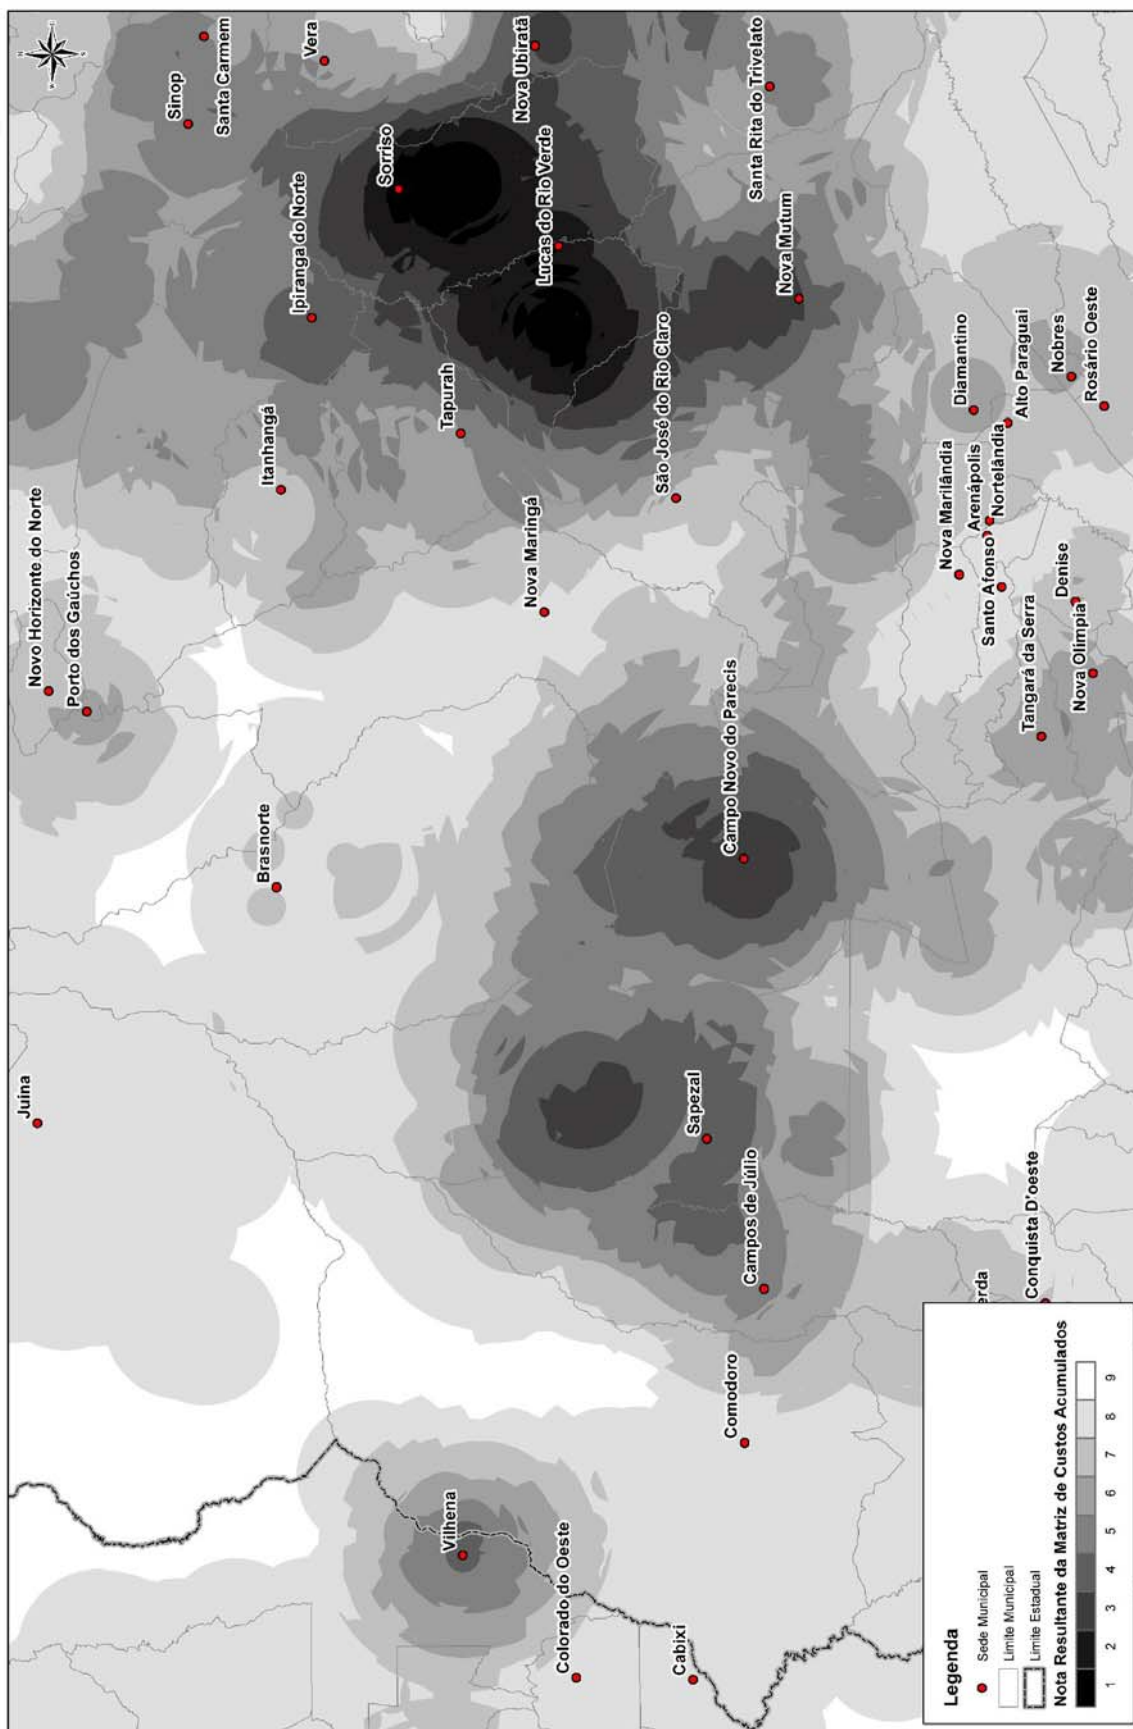 Juina
Novo Horizonte do Norte
Porto dos Gaúchos
Sinop
Santa Carmem
Brasnorte
Itanhangá
Ipiranga do Norte
Vera
Sorriso
Vilhena
Tapurah
Nova Maringá
Lucas do Rio Verde
Nova Ubiratã
Colorado do Oeste
São José do Rio Claro
Cabixi
Sapezal
Comodoro
Campos de Júlio
Campo Novo do Parecis
Nova Mutum
Santa Rita do Trivelato
Nova Marilândia
Diamantino
Arenápolis
Nortelândia
Santo Afonso
Alto Paraguai
erda
Conquista D'oeste
Tangará da Serra
Denise
Nova Olimpia
Nobres
Rosário Oeste
Legenda
Sede Municipal
Limite Municipal
Limite Estadual
Nota Resultante da Matriz de Custos Acumulados
1 2 3 4 5 6 7 8 9